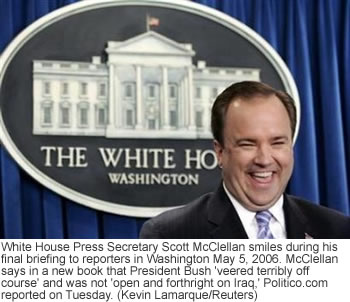 THE WHITE HO
WASHINGTON
White House Press Secretary Scott McClellan smiles during his
final briefing to reporters in Washington May 5, 2006. McClellan
says in a new book that President Bush 'veered terribly off
course' and was not 'open and forthright on Iraq,' Politico.com
reported on Tuesday. (Kevin Lamarque/Reuters)